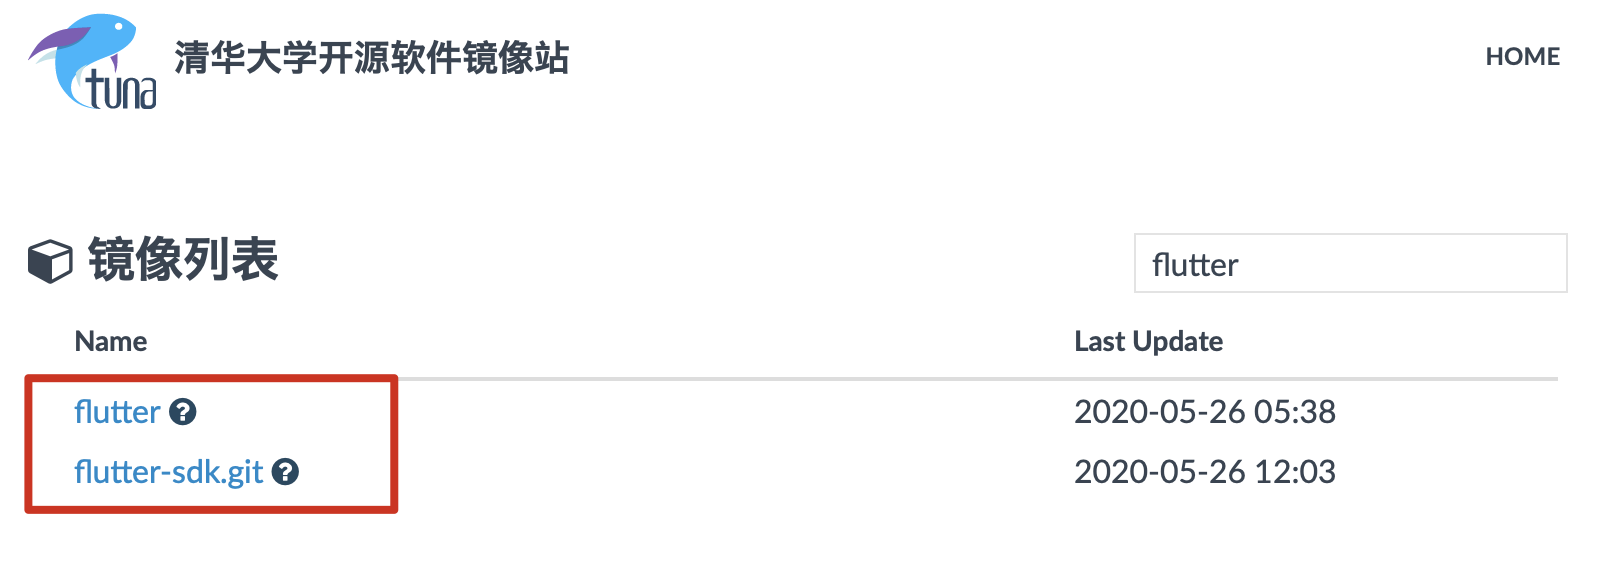 tuna
清华大学开源软件镜像站
HOME
镜像列表
flutter
Name Last Update
flutter ? 2020-05-26 05:38
flutter-sdk.git ? 2020-05-26 12:03